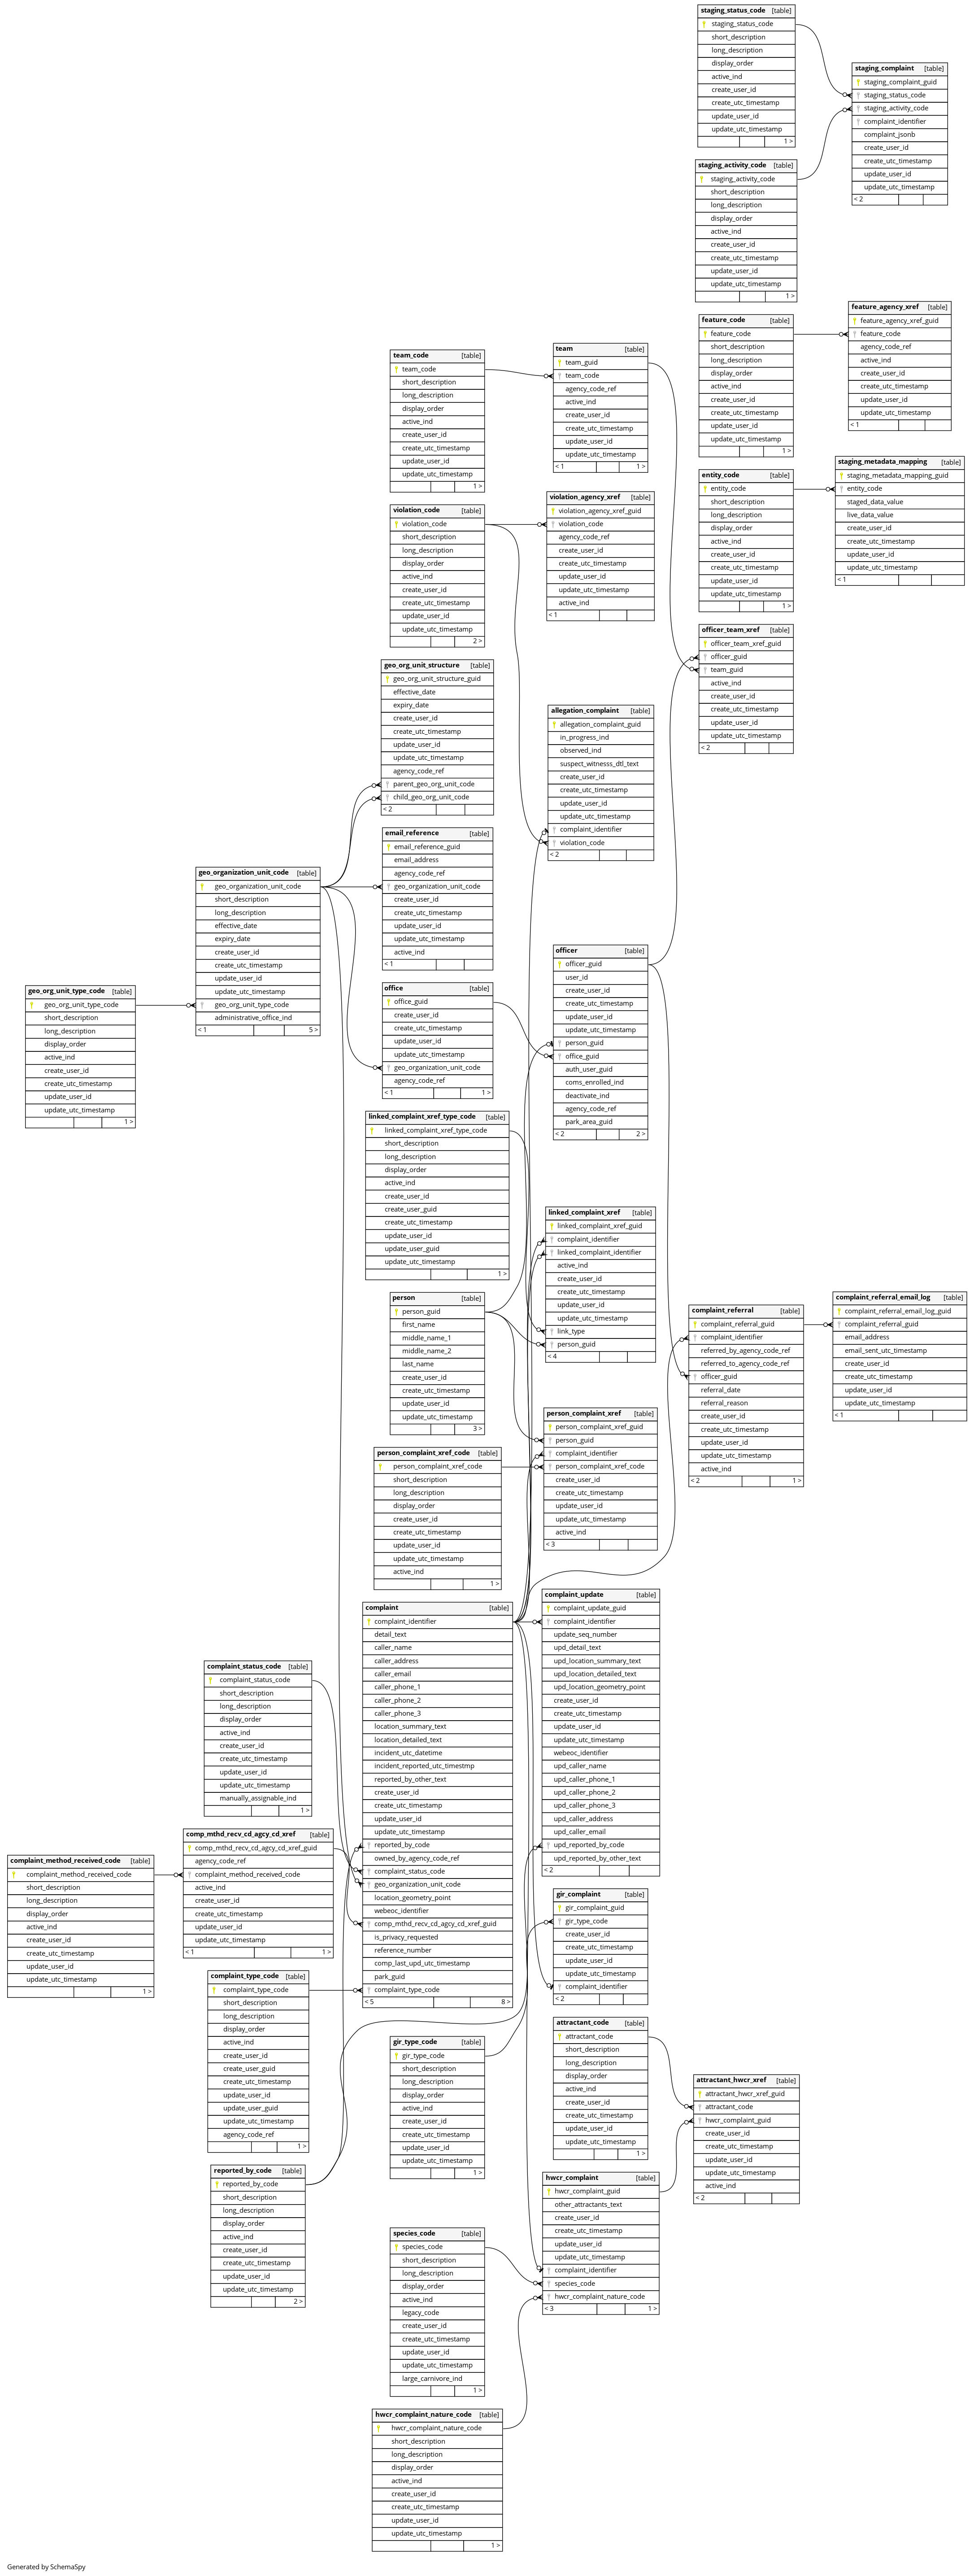 staging_status_code [table]
staging_status_code
short_description
long_description
display_order
active_ind
create_user_id
create_utc_timestamp
update_user_id
update_utc_timestamp
1 >
staging_complaint [table]
staging_complaint_guid
staging_status_code
staging_activity_code
complaint_identifier
complaint_jsonb
create_user_id
create_utc_timestamp
update_user_id
update_utc_timestamp
< 2
staging_activity_code [table]
staging_activity_code
short_description
long_description
display_order
active_ind
create_user_id
create_utc_timestamp
update_user_id
update_utc_timestamp
1 >
feature_code [table]
feature_code
short_description
long_description
display_order
active_ind
create_user_id
create_utc_timestamp
update_user_id
update_utc_timestamp
1 >
feature_agency_xref [table]
feature_agency_xref_guid
feature_code
agency_code_ref
active_ind
create_user_id
create_utc_timestamp
update_user_id
update_utc_timestamp
< 1
team_code [table]
team_code
short_description
long_description
display_order
active_ind
create_user_id
create_utc_timestamp
update_user_id
update_utc_timestamp
1 >
team [table]
team_guid
team_code
agency_code_ref
active_ind
create_user_id
create_utc_timestamp
update_user_id
update_utc_timestamp
< 1 1 >
entity_code [table]
entity_code
short_description
long_description
display_order
active_ind
create_user_id
create_utc_timestamp
update_user_id
update_utc_timestamp
1 >
staging_metadata_mapping [table]
staging_metadata_mapping_guid
entity_code
staged_data_value
live_data_value
create_user_id
create_utc_timestamp
update_user_id
update_utc_timestamp
< 1
violation_code [table]
violation_code
short_description
long_description
display_order
active_ind
create_user_id
create_utc_timestamp
update_user_id
update_utc_timestamp
2 >
violation_agency_xref [table]
violation_agency_xref_guid
violation_code
agency_code_ref
create_user_id
create_utc_timestamp
update_user_id
update_utc_timestamp
active_ind
< 1
officer_team_xref [table]
officer_team_xref_guid
officer_guid
team_guid
active_ind
create_user_id
create_utc_timestamp
update_user_id
update_utc_timestamp
< 2
geo_org_unit_structure [table]
geo_org_unit_structure_guid
effective_date
expiry_date
create_user_id
create_utc_timestamp
update_user_id
update_utc_timestamp
agency_code_ref
parent_geo_org_unit_code
child_geo_org_unit_code
< 2
allegation_complaint [table]
allegation_complaint_guid
in_progress_ind
observed_ind
suspect_witnesss_dtl_text
create_user_id
create_utc_timestamp
update_user_id
update_utc_timestamp
complaint_identifier
violation_code
< 2
email_reference [table]
email_reference_guid
email_address
agency_code_ref
geo_organization_unit_code
create_user_id
create_utc_timestamp
update_user_id
update_utc_timestamp
active_ind
< 1
geo_organization_unit_code [table]
geo_organization_unit_code
short_description
long_description
effective_date
expiry_date
create_user_id
create_utc_timestamp
update_user_id
update_utc_timestamp
geo_org_unit_type_code
administrative_office_ind
< 1 5 >
geo_org_unit_type_code [table]
geo_org_unit_type_code
short_description
long_description
display_order
active_ind
create_user_id
create_utc_timestamp
update_user_id
update_utc_timestamp
1 >
office [table]
office_guid
create_user_id
create_utc_timestamp
update_user_id
update_utc_timestamp
geo_organization_unit_code
agency_code_ref
< 1 1 >
officer [table]
officer_guid
user_id
create_user_id
create_utc_timestamp
update_user_id
update_utc_timestamp
person_guid
office_guid
auth_user_guid
coms_enrolled_ind
deactivate_ind
agency_code_ref
park_area_guid
< 2 2 >
linked_complaint_xref_type_code [table]
linked_complaint_xref_type_code
short_description
long_description
display_order
active_ind
create_user_id
create_user_guid
create_utc_timestamp
update_user_id
update_user_guid
update_utc_timestamp
1 >
linked_complaint_xref [table]
linked_complaint_xref_guid
complaint_identifier
linked_complaint_identifier
active_ind
create_user_id
create_utc_timestamp
update_user_id
update_utc_timestamp
link_type
person_guid
< 4
person [table]
person_guid
first_name
middle_name_1
middle_name_2
last_name
create_user_id
create_utc_timestamp
update_user_id
update_utc_timestamp
3 >
complaint_referral [table]
complaint_referral_guid
complaint_identifier
referred_by_agency_code_ref
referred_to_agency_code_ref
officer_guid
referral_date
referral_reason
create_user_id
create_utc_timestamp
update_user_id
update_utc_timestamp
active_ind
< 2 1 >
complaint_referral_email_log [table]
complaint_referral_email_log_guid
complaint_referral_guid
email_address
email_sent_utc_timestamp
create_user_id
create_utc_timestamp
update_user_id
update_utc_timestamp
< 1
person_complaint_xref [table]
person_complaint_xref_guid
person_guid
complaint_identifier
person_complaint_xref_code
create_user_id
create_utc_timestamp
update_user_id
update_utc_timestamp
active_ind
< 3
person_complaint_xref_code [table]
person_complaint_xref_code
short_description
long_description
display_order
create_user_id
create_utc_timestamp
update_user_id
update_utc_timestamp
active_ind
1 >
complaint [table]
complaint_identifier
detail_text
caller_name
caller_address
caller_email
caller_phone_1
caller_phone_2
caller_phone_3
location_summary_text
location_detailed_text
incident_utc_datetime
incident_reported_utc_timestmp
reported_by_other_text
create_user_id
create_utc_timestamp
update_user_id
update_utc_timestamp
reported_by_code
owned_by_agency_code_ref
complaint_status_code
geo_organization_unit_code
location_geometry_point
webeoc_identifier
comp_mthd_recv_cd_agcy_cd_xref_guid
is_privacy_requested
reference_number
comp_last_upd_utc_timestamp
park_guid
complaint_type_code
< 5 8 >
complaint_update [table]
complaint_update_guid
complaint_identifier
update_seq_number
upd_detail_text
upd_location_summary_text
upd_location_detailed_text
upd_location_geometry_point
create_user_id
create_utc_timestamp
update_user_id
update_utc_timestamp
webeoc_identifier
upd_caller_name
upd_caller_phone_1
upd_caller_phone_2
upd_caller_phone_3
upd_caller_address
upd_caller_email
upd_reported_by_code
upd_reported_by_other_text
< 2
complaint_status_code [table]
complaint_status_code
short_description
long_description
display_order
active_ind
create_user_id
create_utc_timestamp
update_user_id
update_utc_timestamp
manually_assignable_ind
1 >
comp_mthd_recv_cd_agcy_cd_xref [table]
comp_mthd_recv_cd_agcy_cd_xref_guid
agency_code_ref
complaint_method_received_code
active_ind
create_user_id
create_utc_timestamp
update_user_id
update_utc_timestamp
< 1 1 >
complaint_method_received_code [table]
complaint_method_received_code
short_description
long_description
display_order
active_ind
create_user_id
create_utc_timestamp
update_user_id
update_utc_timestamp
1 >
gir_complaint [table]
gir_complaint_guid
gir_type_code
create_user_id
create_utc_timestamp
update_user_id
update_utc_timestamp
complaint_identifier
< 2
complaint_type_code [table]
complaint_type_code
short_description
long_description
display_order
active_ind
create_user_id
create_user_guid
create_utc_timestamp
update_user_id
update_user_guid
update_utc_timestamp
agency_code_ref
1 >
attractant_code [table]
attractant_code
short_description
long_description
display_order
active_ind
create_user_id
create_utc_timestamp
update_user_id
update_utc_timestamp
1 >
gir_type_code [table]
gir_type_code
short_description
long_description
display_order
active_ind
create_user_id
create_utc_timestamp
update_user_id
update_utc_timestamp
1 >
attractant_hwcr_xref [table]
attractant_hwcr_xref_guid
attractant_code
hwcr_complaint_guid
create_user_id
create_utc_timestamp
update_user_id
update_utc_timestamp
active_ind
< 2
reported_by_code [table]
reported_by_code
short_description
long_description
display_order
active_ind
create_user_id
create_utc_timestamp
update_user_id
update_utc_timestamp
2 >
hwcr_complaint [table]
hwcr_complaint_guid
other_attractants_text
create_user_id
create_utc_timestamp
update_user_id
update_utc_timestamp
complaint_identifier
species_code
hwcr_complaint_nature_code
< 3 1 >
species_code [table]
species_code
short_description
long_description
display_order
active_ind
legacy_code
create_user_id
create_utc_timestamp
update_user_id
update_utc_timestamp
large_carnivore_ind
1 >
hwcr_complaint_nature_code [table]
hwcr_complaint_nature_code
short_description
long_description
display_order
active_ind
create_user_id
create_utc_timestamp
update_user_id
update_utc_timestamp
1 >
Generated by SchemaSpy